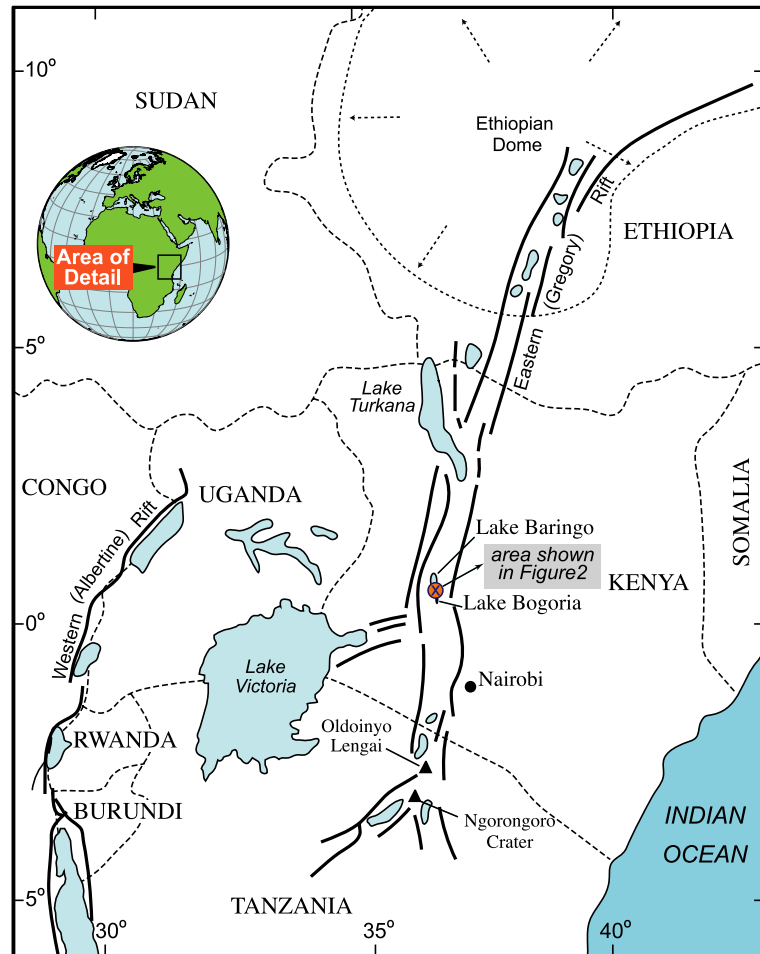 10°
SUDAN
Ethiopian
Dome
Rift
ETHIOPIA
(Gregory)
Eastern
Area of
Detail
5°
Lake
Turkana
CONGO
UGANDA
SOMALIA
Western (Albertine) Rift
Lake Baringo
area shown
in Figure2
KENYA
X
Lake Bogoria
0°
Lake
Victoria
Nairobi
Oldoinyo
Lengai
RWANDA
BURUNDI
Ngorongoro
Crater
INDIAN
OCEAN
5°
TANZANIA
30°
35°
40°